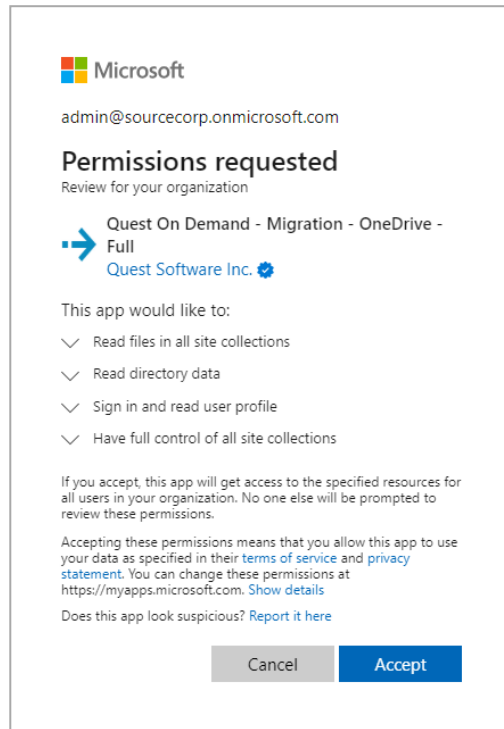 Microsoft
admin@sourcecorp.onmicrosoft.com
Permissions requested
Review for your organization
Quest On Demand - Migration - OneDrive -
Full
Quest Software Inc.
This app would like to:
Read files in all site collections
Read directory data
Sign in and read user profile
Have full control of all site collections
If you accept, this app will get access to the specified resources for
all users in your organization. No one else will be prompted to
review these permissions.
Accepting these permissions means that you allow this app to use
your data as specified in their terms of service and privacy
statement. You can change these permissions at
https://myapps.microsoft.com. Show details
Does this app look suspicious? Report it here
Cancel Accept